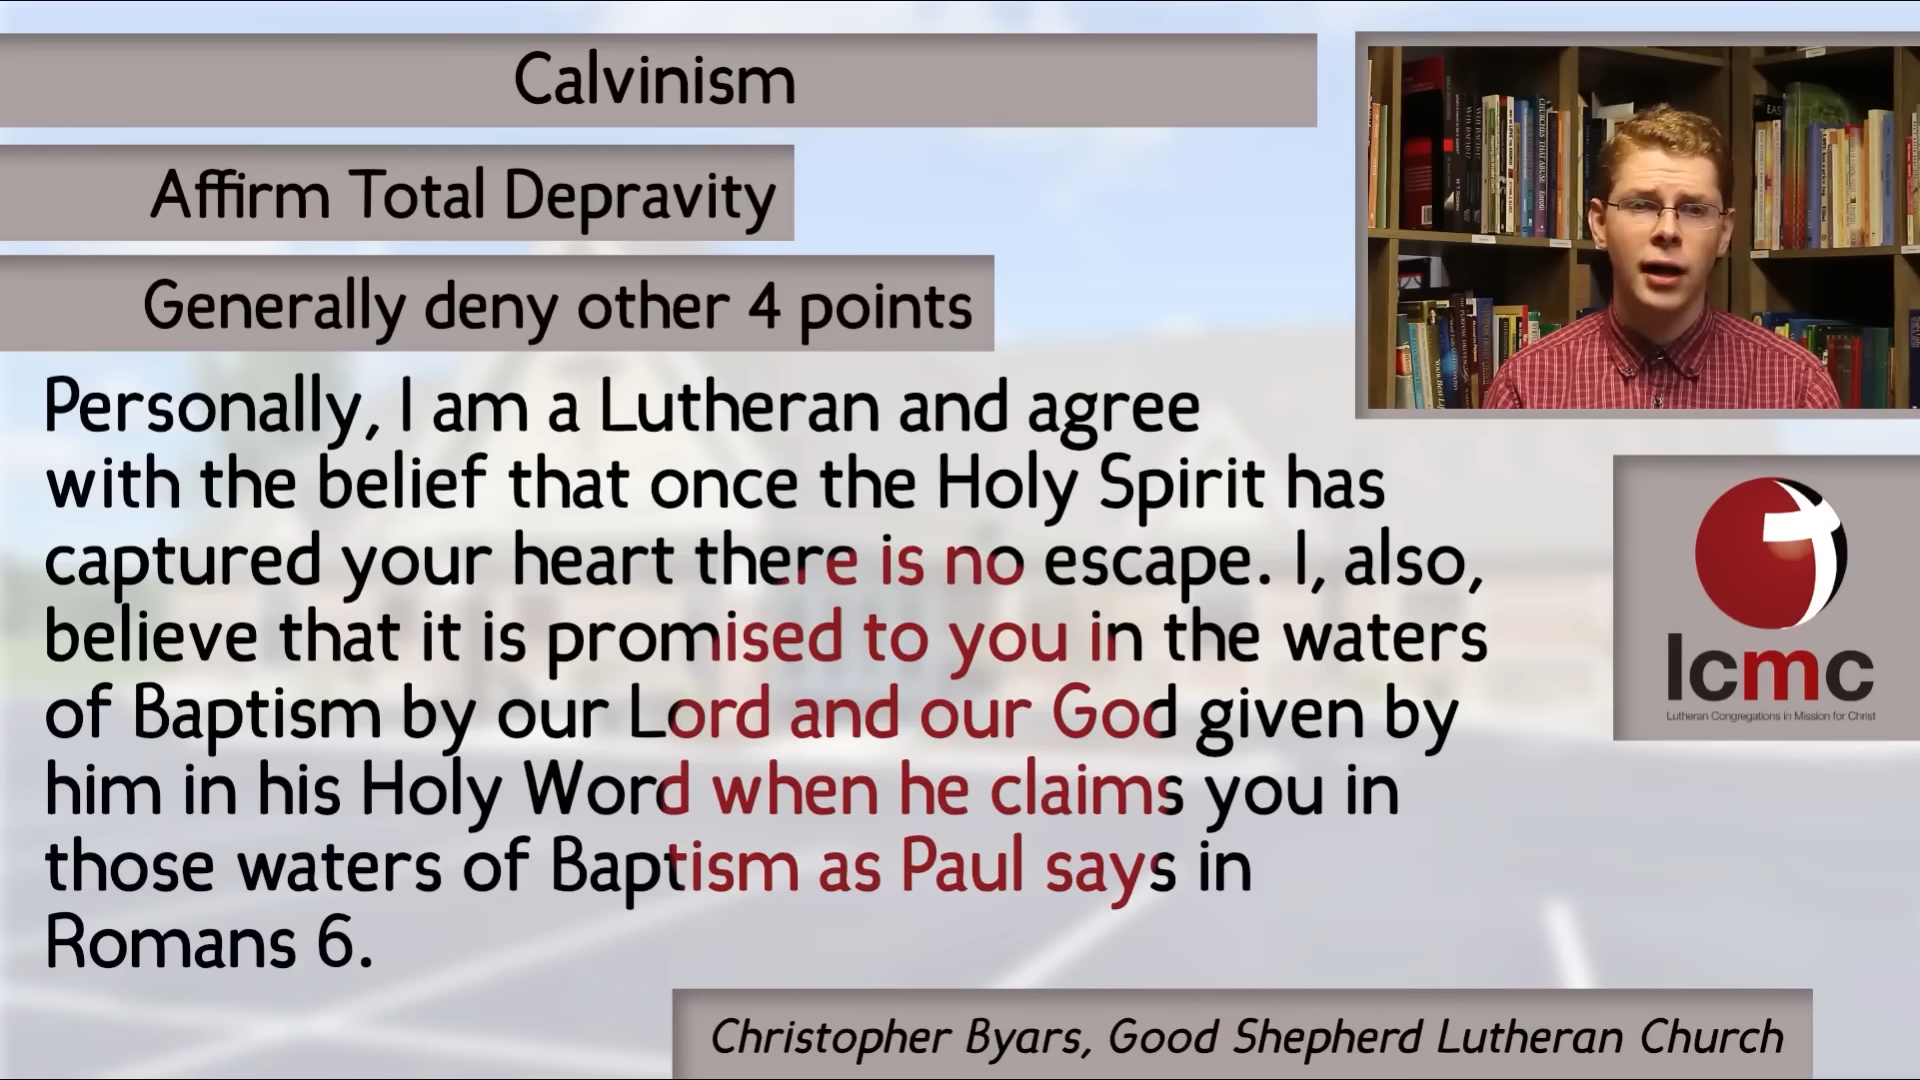 Calvinism
Affirm Total Depravity
Generally deny other 4 points
Personally, I am a Lutheran and agree
with the belief that once the Holy Spirit has
captured your heart there is no escape. I, also,
believe that it is promised to you in the waters
of Baptism by our Lord and our God given by
him in his Holy Word when he claims you in
those waters of Baptism as Paul says in
Romans 6.
lcmc
Lutheran Congregations in Mission for Christ
Christopher Byars, Good Shepherd Lutheran Church